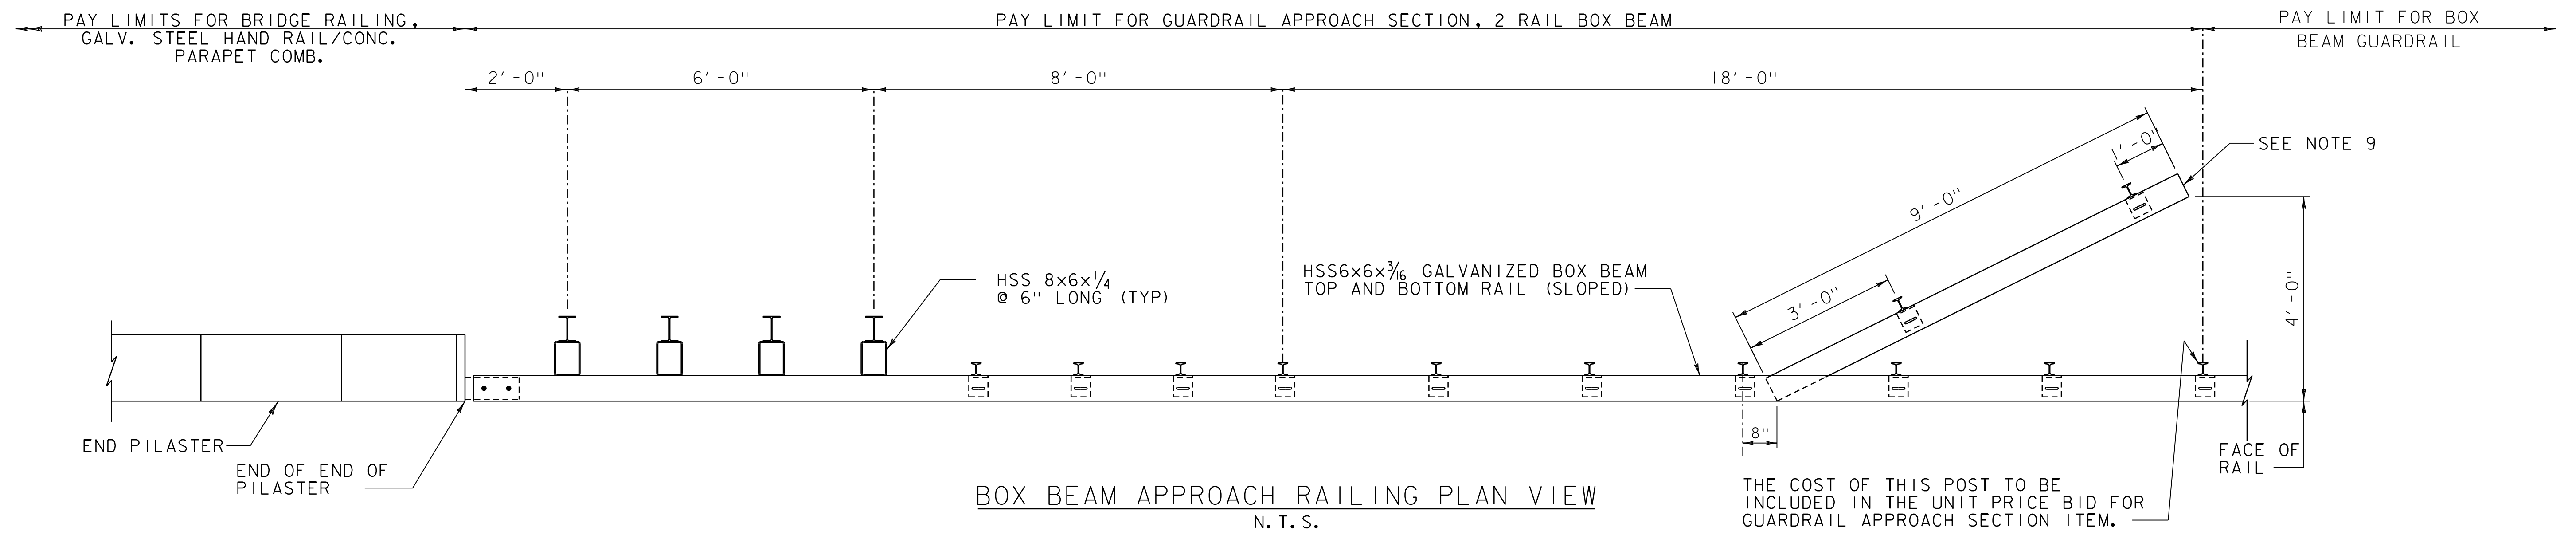 PAY LIMITS FOR BRIDGE RAILING,
GALV. STEEL HAND RAIL/CONC.
PARAPET COMB.
PAY LIMIT FOR GUARDRAIL APPROACH SECTION, 2 RAIL BOX BEAM
PAY LIMIT FOR BOX
BEAM GUARDRAIL
2'-0"
6'-0"
8'-0"
18'-0"
'-0"
SEE NOTE 9
9'-0"
3'-0"
4'-0"
HSS 8x6x1/4
@ 6" LONG (TYP)
HSS6x6x3/16 GALVANIZED BOX BEAM
TOP AND BOTTOM RAIL (SLOPED)
8"
END PILASTER
END OF END OF
PILASTER
FACE OF
RAIL
THE COST OF THIS POST TO BE
INCLUDED IN THE UNIT PRICE BID FOR
GUARDRAIL APPROACH SECTION ITEM.
BOX BEAM APPROACH RAILING PLAN VIEW
N.T.S.